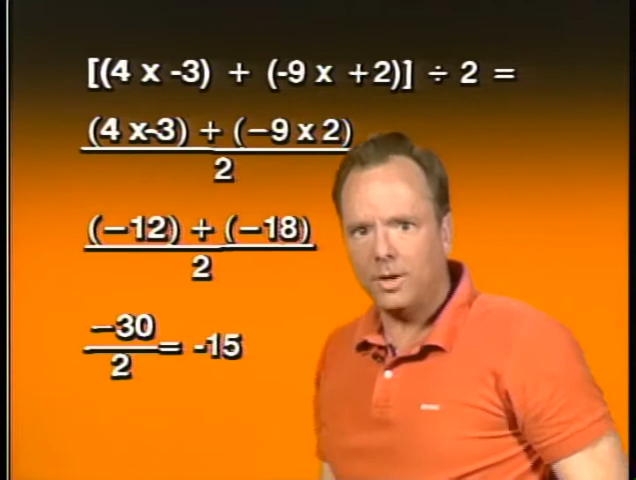 [(4 x -3) + (-9 x +2)] ÷ 2 =
(4 x-3) + (−9 x 2)
2
(−12) + (−18)
2
−30
2
= -15